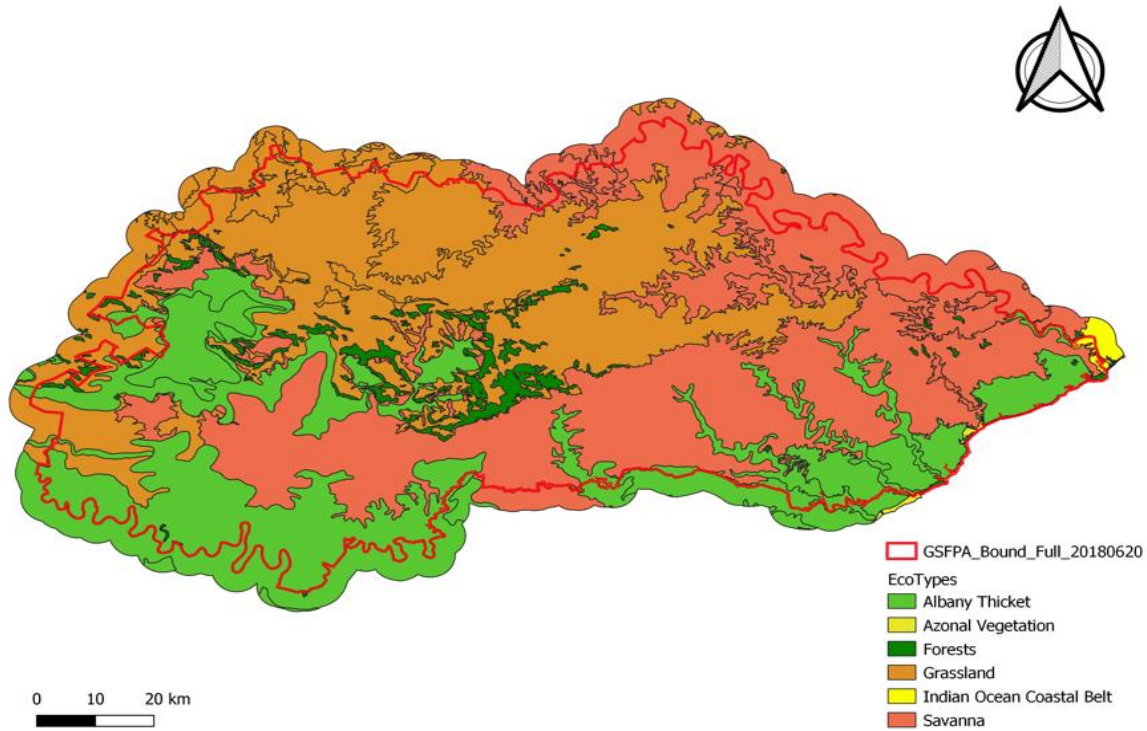 GSFPA_Bound_Full_20180620
EcoTypes
Albany Thicket
Azonal Vegetation
Forests
Grassland
Indian Ocean Coastal Belt
Savanna
0 10 20 km